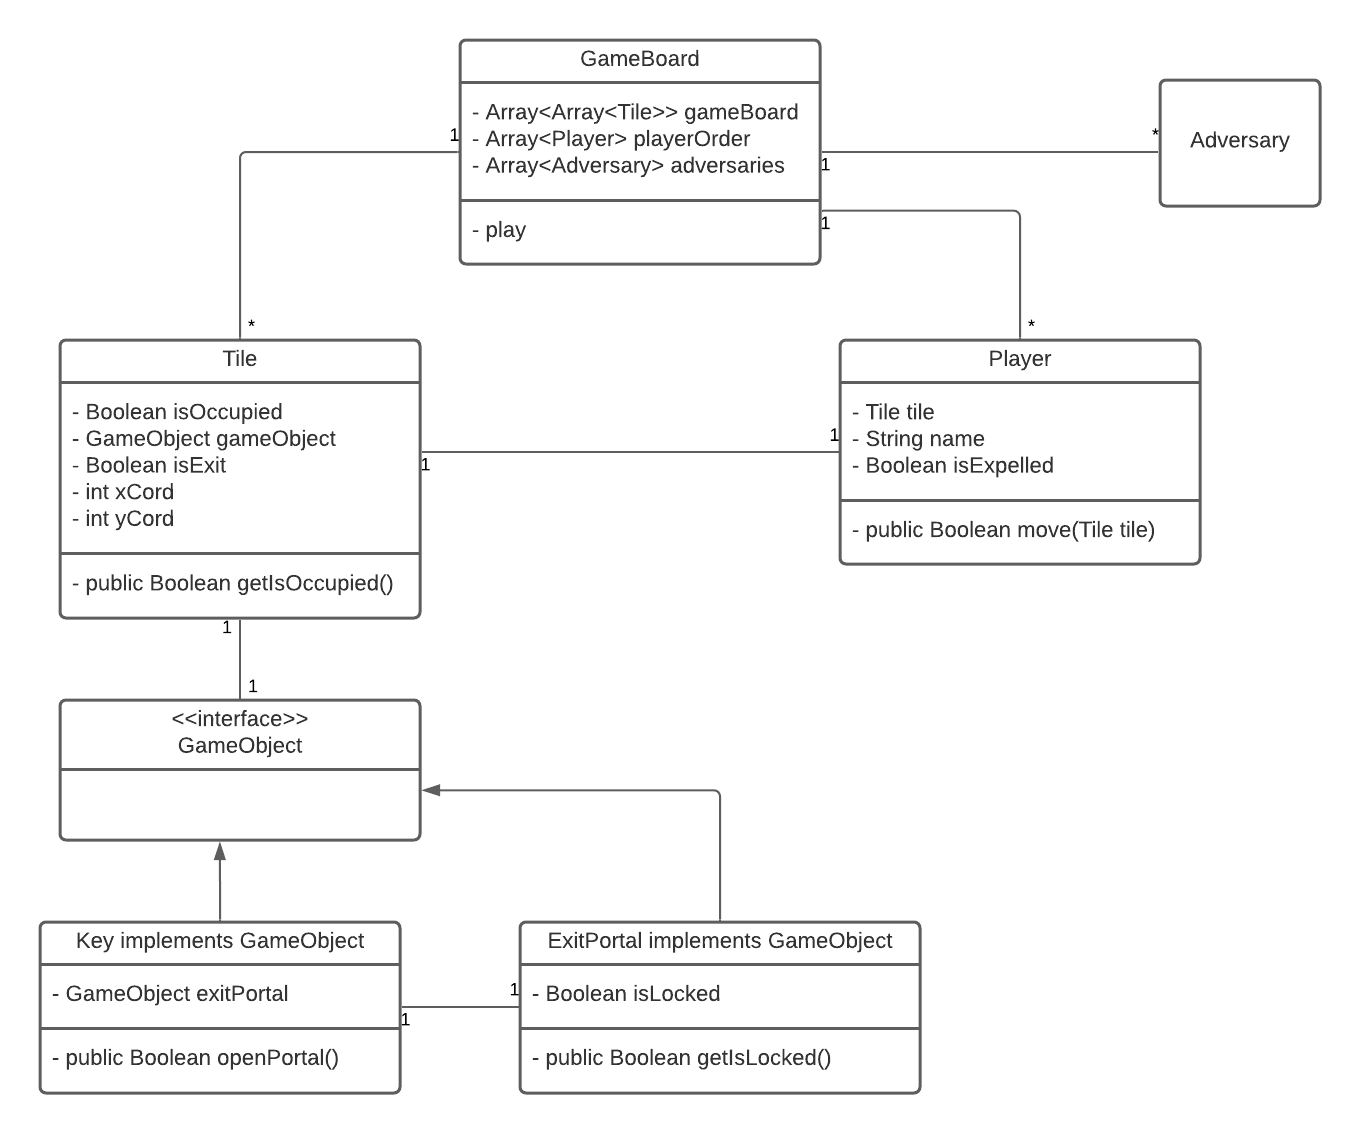 GameBoard
- Array<Array<Tile>> gameBoard
- Array<Player> playerOrder
- Array<Adversary> adversaries
- play
1
1
1
*
Adversary
*
*
Tile
- Boolean isOccupied
- GameObject gameObject
- Boolean isExit
- int xCord
- int yCord
- public Boolean getIsOccupied()
1
1
Player
- Tile tile
- String name
- Boolean isExpelled
- public Boolean move(Tile tile)
1
1
<<interface>>
GameObject
Key implements GameObject
- GameObject exitPortal
- public Boolean openPortal()
1
1
ExitPortal implements GameObject
- Boolean isLocked
- public Boolean getIsLocked()